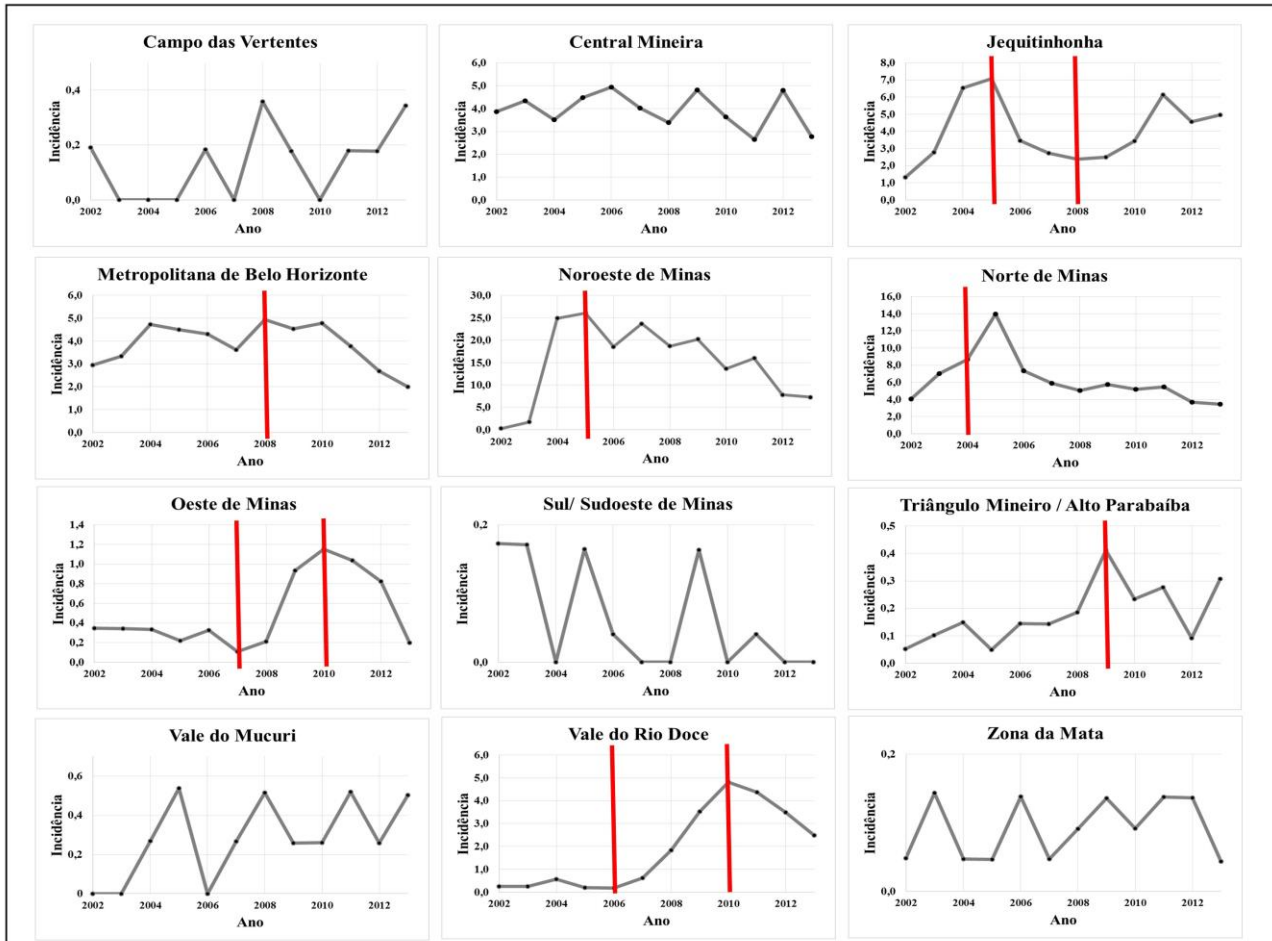 Campo das Vertentes
Incidência
0,4
0,2
0,0
2002 2004 2006 2008 2010 2012
Ano
Central Mineira
Incidência
6,0
5,0
4,0
3,0
2,0
1,0
0,0
2002 2004 2006 2008 2010 2012
Ano
Jequitinhonha
Incidência
8,0
7,0
6,0
5,0
4,0
3,0
2,0
1,0
0,0
2002 2004 2006 2008 2010 2012
Ano
Metropolitana de Belo Horizonte
Incidência
6,0
5,0
4,0
3,0
2,0
1,0
0,0
2002 2004 2006 2008 2010 2012
Ano
Noroeste de Minas
Incidência
30,0
25,0
20,0
15,0
10,0
5,0
0,0
2002 2004 2006 2008 2010 2012
Ano
Norte de Minas
Incidência
16,0
14,0
12,0
10,0
8,0
6,0
4,0
2,0
0,0
2002 2004 2006 2008 2010 2012
Ano
Oeste de Minas
Incidência
1,4
1,2
1,0
0,8
0,6
0,4
0,2
0,0
2002 2004 2006 2008 2010 2012
Ano
Sul/ Sudoeste de Minas
Incidência
0,2
0,0
2002 2004 2006 2008 2010 2012
Ano
Triângulo Mineiro / Alto Parabaíba
Incidência
0,5
0,4
0,3
0,2
0,1
0,0
2002 2004 2006 2008 2010 2012
Ano
Vale do Mucuri
Incidência
0,6
0,4
0,2
0
2002 2004 2006 2008 2010 2012
Ano
Vale do Rio Doce
Incidência
6,0
5,0
4,0
3,0
2,0
1,0
0,0
2002 2004 2006 2008 2010 2012
Ano
Zona da Mata
Incidência
0,2
0,0
2002 2004 2006 2008 2010 2012
Ano